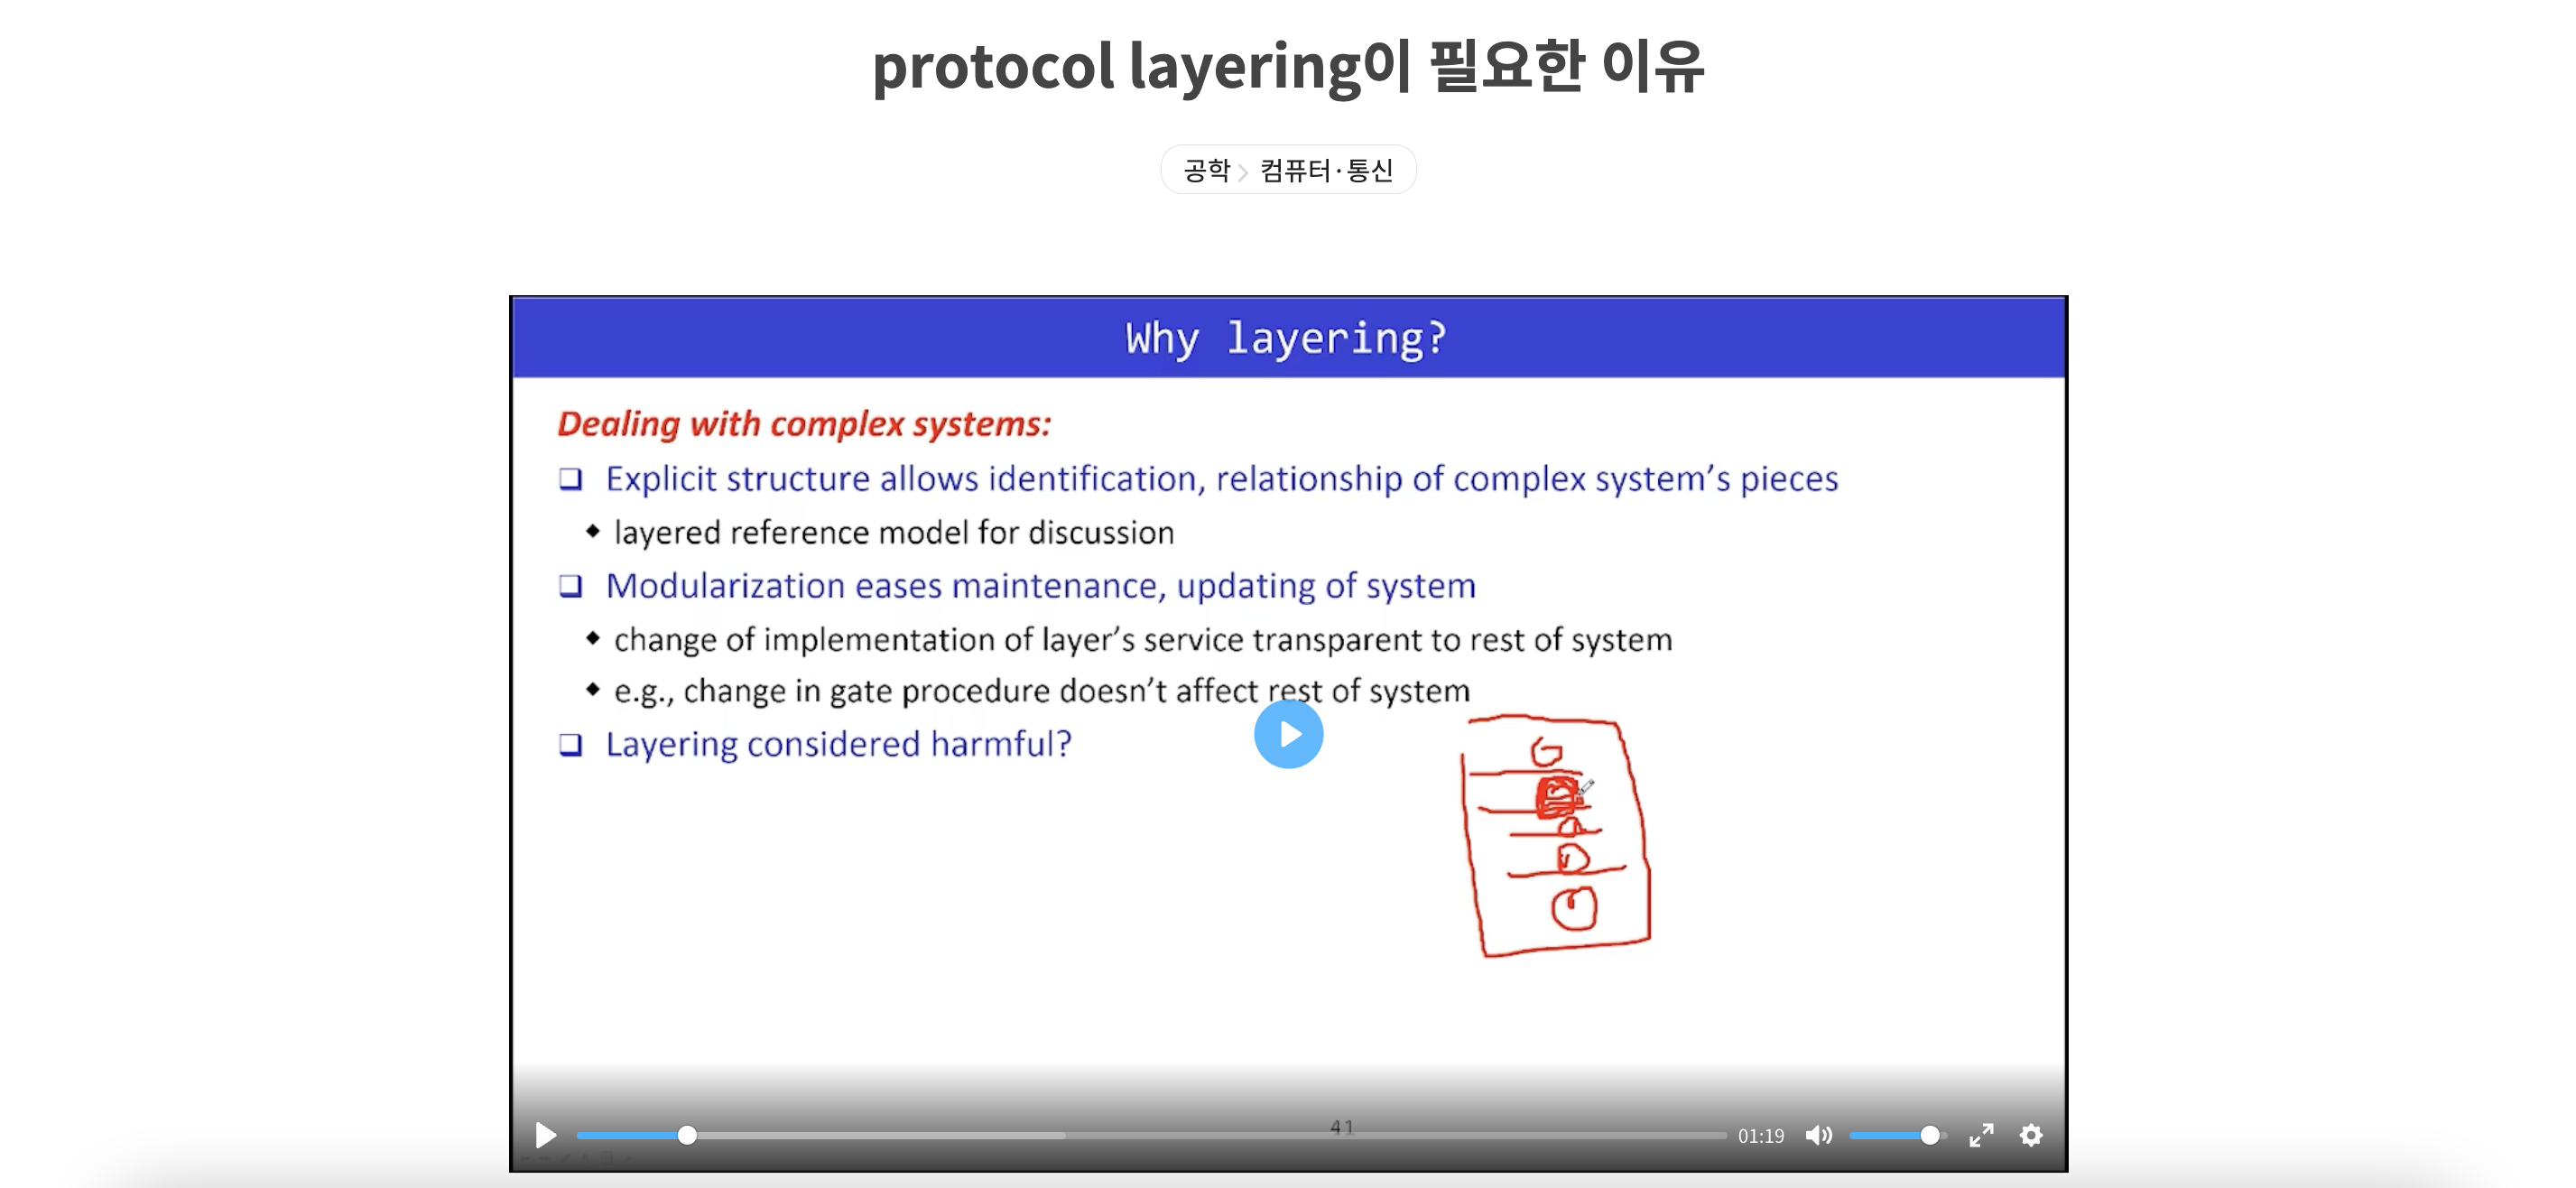 protocol layering이 필요한 이유
공학 > 컴퓨터·통신
Why layering?
Dealing with complex systems:
Explicit structure allows identification, relationship of complex system's pieces
layered reference model for discussion
Modularization eases maintenance, updating of system
change of implementation of layer's service transparent to rest of system
e.g., change in gate procedure doesn't affect rest of system
Layering considered harmful?
41
01:19